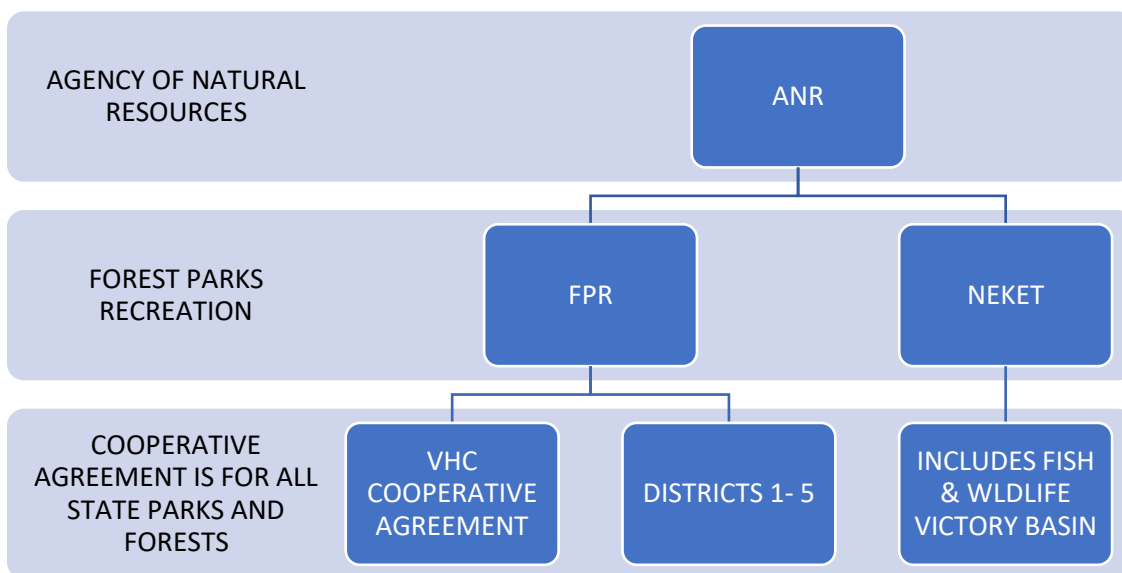 AGENCY OF NATURAL
RESOURCES
ANR
FOREST PARKS
RECREATION
FPR
NEKET
COOPERATIVE
AGREEMENT IS FOR ALL
STATE PARKS AND
FORESTS
VHC
COOPERATIVE
AGREEMENT
DISTRICTS 1- 5
INCLUDES FISH
& WLDLIFE
VICTORY BASIN